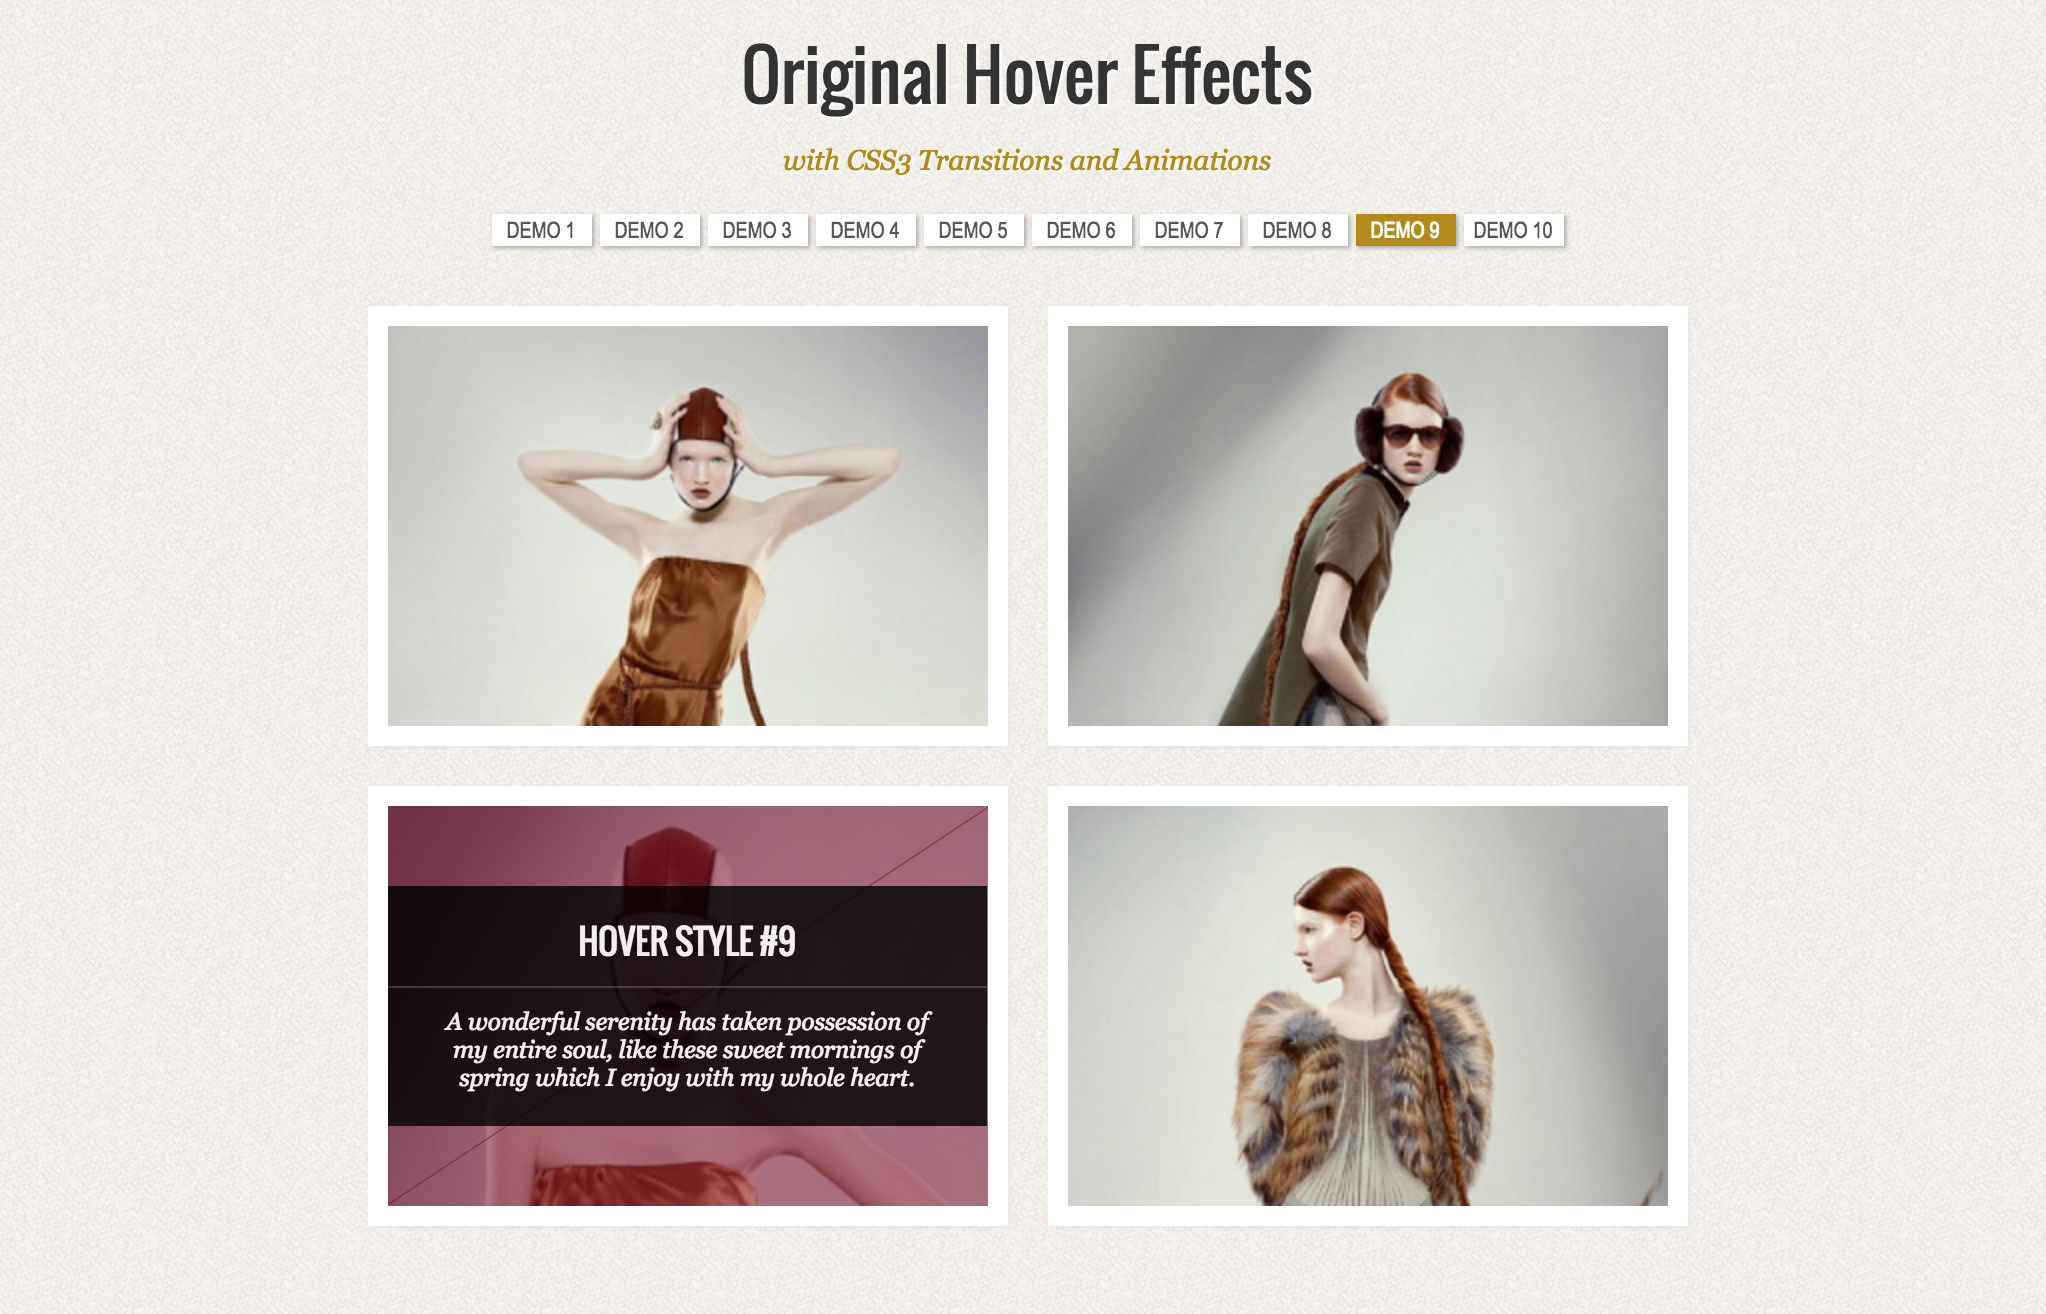 Original Hover Effects
with CSS3 Transitions and Animations
DEMO 1 DEMO 2 DEMO 3 DEMO 4 DEMO 5 DEMO 6 DEMO 7 DEMO 8 DEMO 9 DEMO 10
HOVER STYLE #9
A wonderful serenity has taken possession of
my entire soul, like these sweet mornings of
spring which I enjoy with my whole heart.